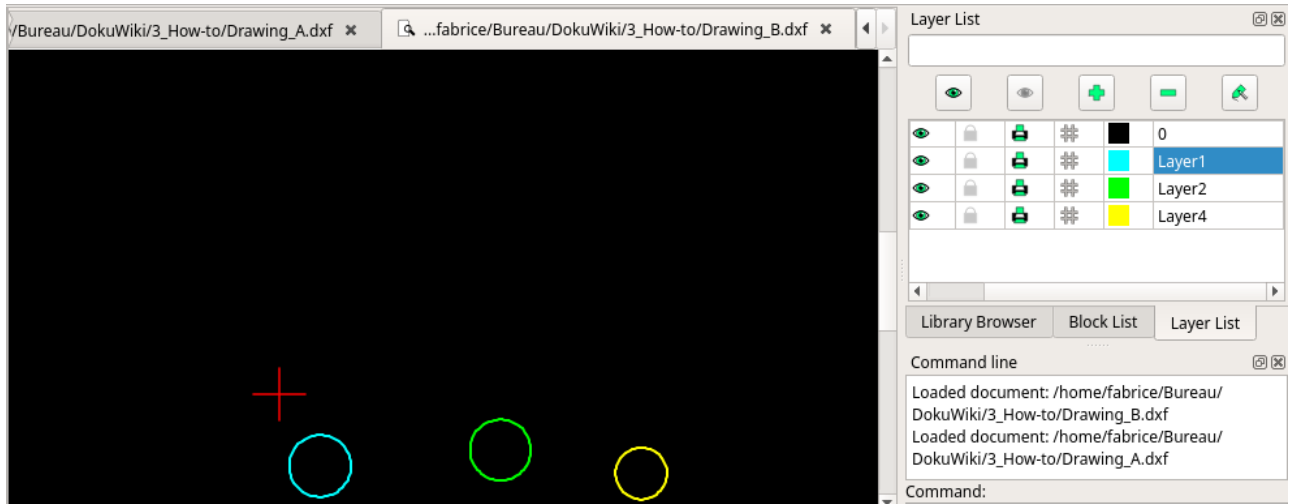 /Bureau/DokuWiki/3_How-to/Drawing_A.dxf
...fabrice/Bureau/DokuWiki/3_How-to/Drawing_B.dxf
Layer List
0
Layer1
Layer2
Layer4
Library Browser
Block List
Layer List
Command line
Loaded document: /home/fabrice/Bureau/
DokuWiki/3_How-to/Drawing_B.dxf
Loaded document: /home/fabrice/Bureau/
DokuWiki/3_How-to/Drawing_A.dxf
Command: